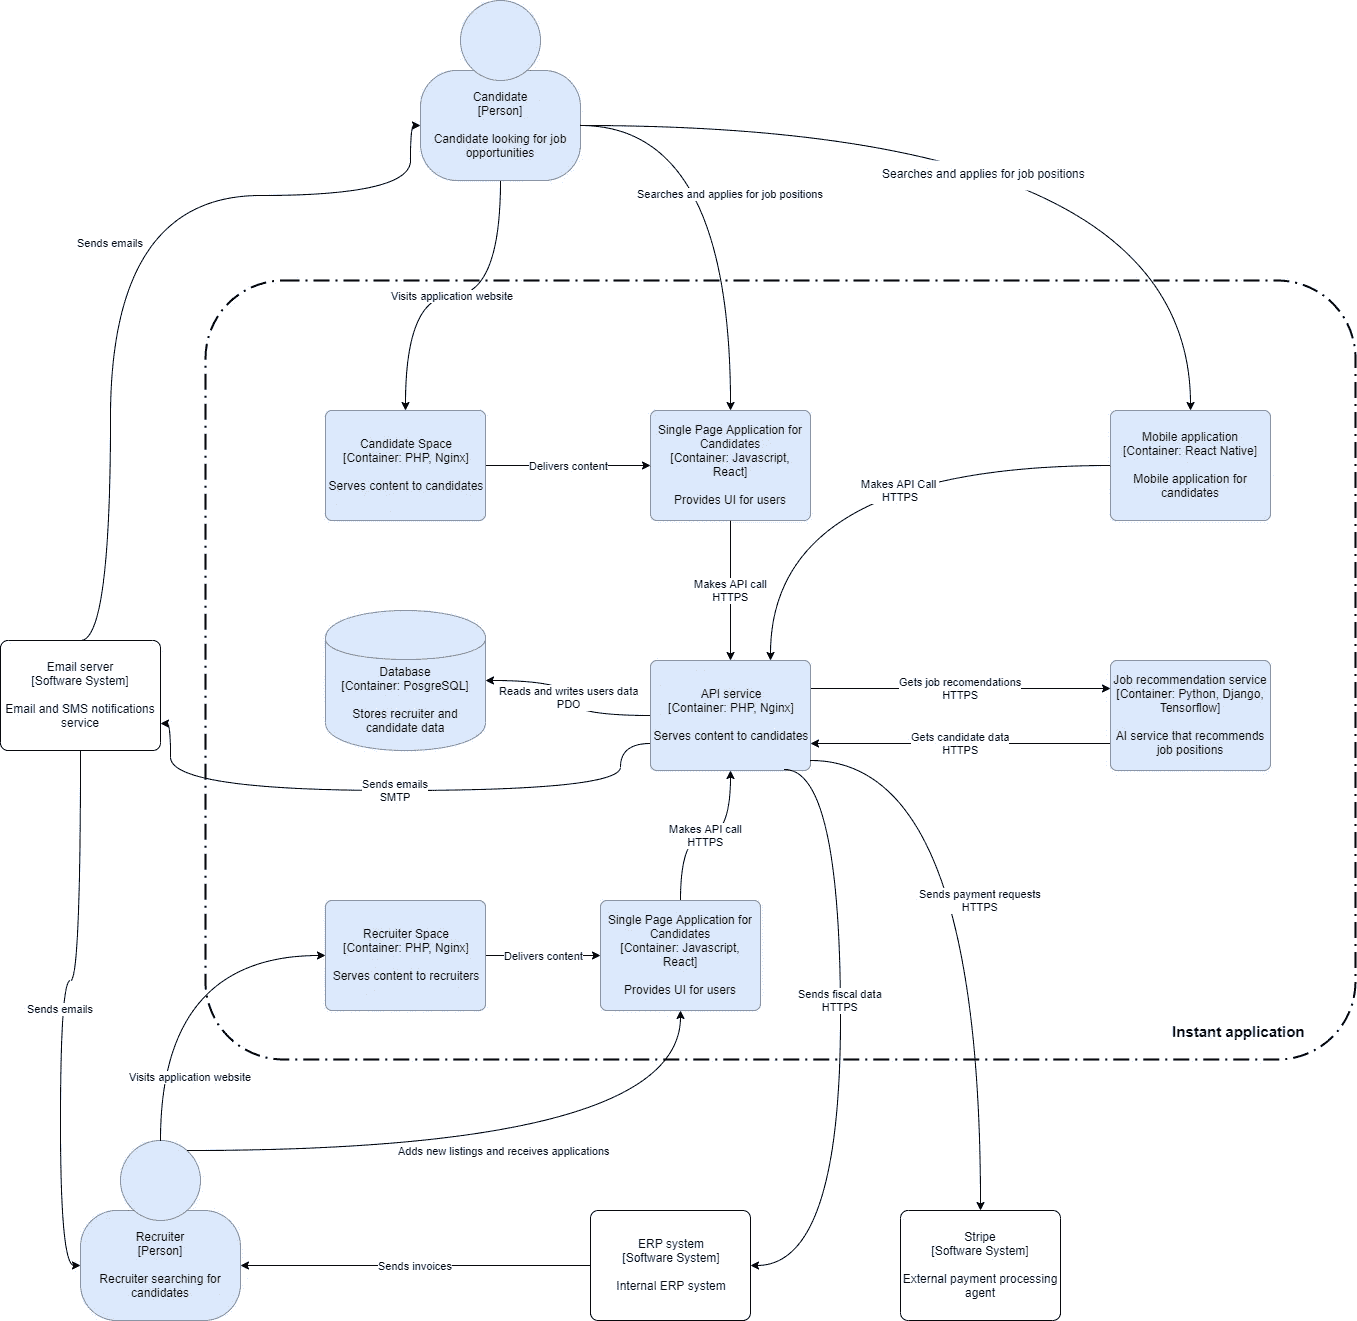 Candidate
[Person]
Candidate looking for job
opportunities
Searches and applies for job positions
Searches and applies for job positions
Sends emails
Visits application website
Candidate Space
[Container: PHP, Nginx]
Serves content to candidates
Delivers content
Single Page Application for
Candidates
[Container: Javascript,
React]
Provides UI for users
Mobile application
[Container: React Native]
Mobile application for
candidates
Makes API Call
HTTPS
Makes API call
HTTPS
Email server
[Software System]
Email and SMS notifications
service
Database
[Container: PosgreSQL]
Stores recruiter and
candidate data
Reads and writes users data
PDO
API service
[Container: PHP, Nginx]
Serves content to candidates
Gets job recomendations
HTTPS
Gets candidate data
HTTPS
Job recommendation service
[Container: Python, Django,
Tensorflow]
AI service that recommends
job positions
Sends emails
SMTP
Makes API call
HTTPS
Sends payment requests
HTTPS
Recruiter Space
[Container: PHP, Nginx]
Serves content to recruiters
Delivers content
Single Page Application for
Candidates
[Container: Javascript,
React]
Provides UI for users
Sends fiscal data
HTTPS
Sends emails
Instant application
Visits application website
Adds new listings and receives applications
Recruiter
[Person]
Recruiter searching for
candidates
Sends invoices
ERP system
[Software System]
Internal ERP system
Stripe
[Software System]
External payment processing
agent